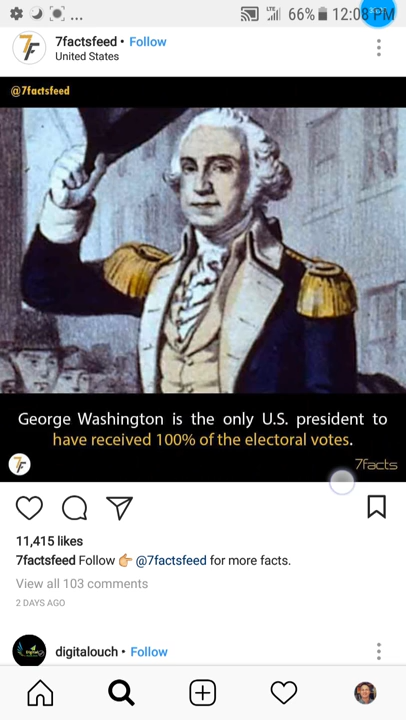 66% 12:08 PM
7factsfeed • Follow
United States
@7factsfeed
George Washington is the only U.S. president to
have received 100% of the electoral votes.
7F
7facts
11,415 likes
7factsfeed Follow 👉 @7factsfeed for more facts.
View all 103 comments
2 DAYS AGO
digitalouch • Follow